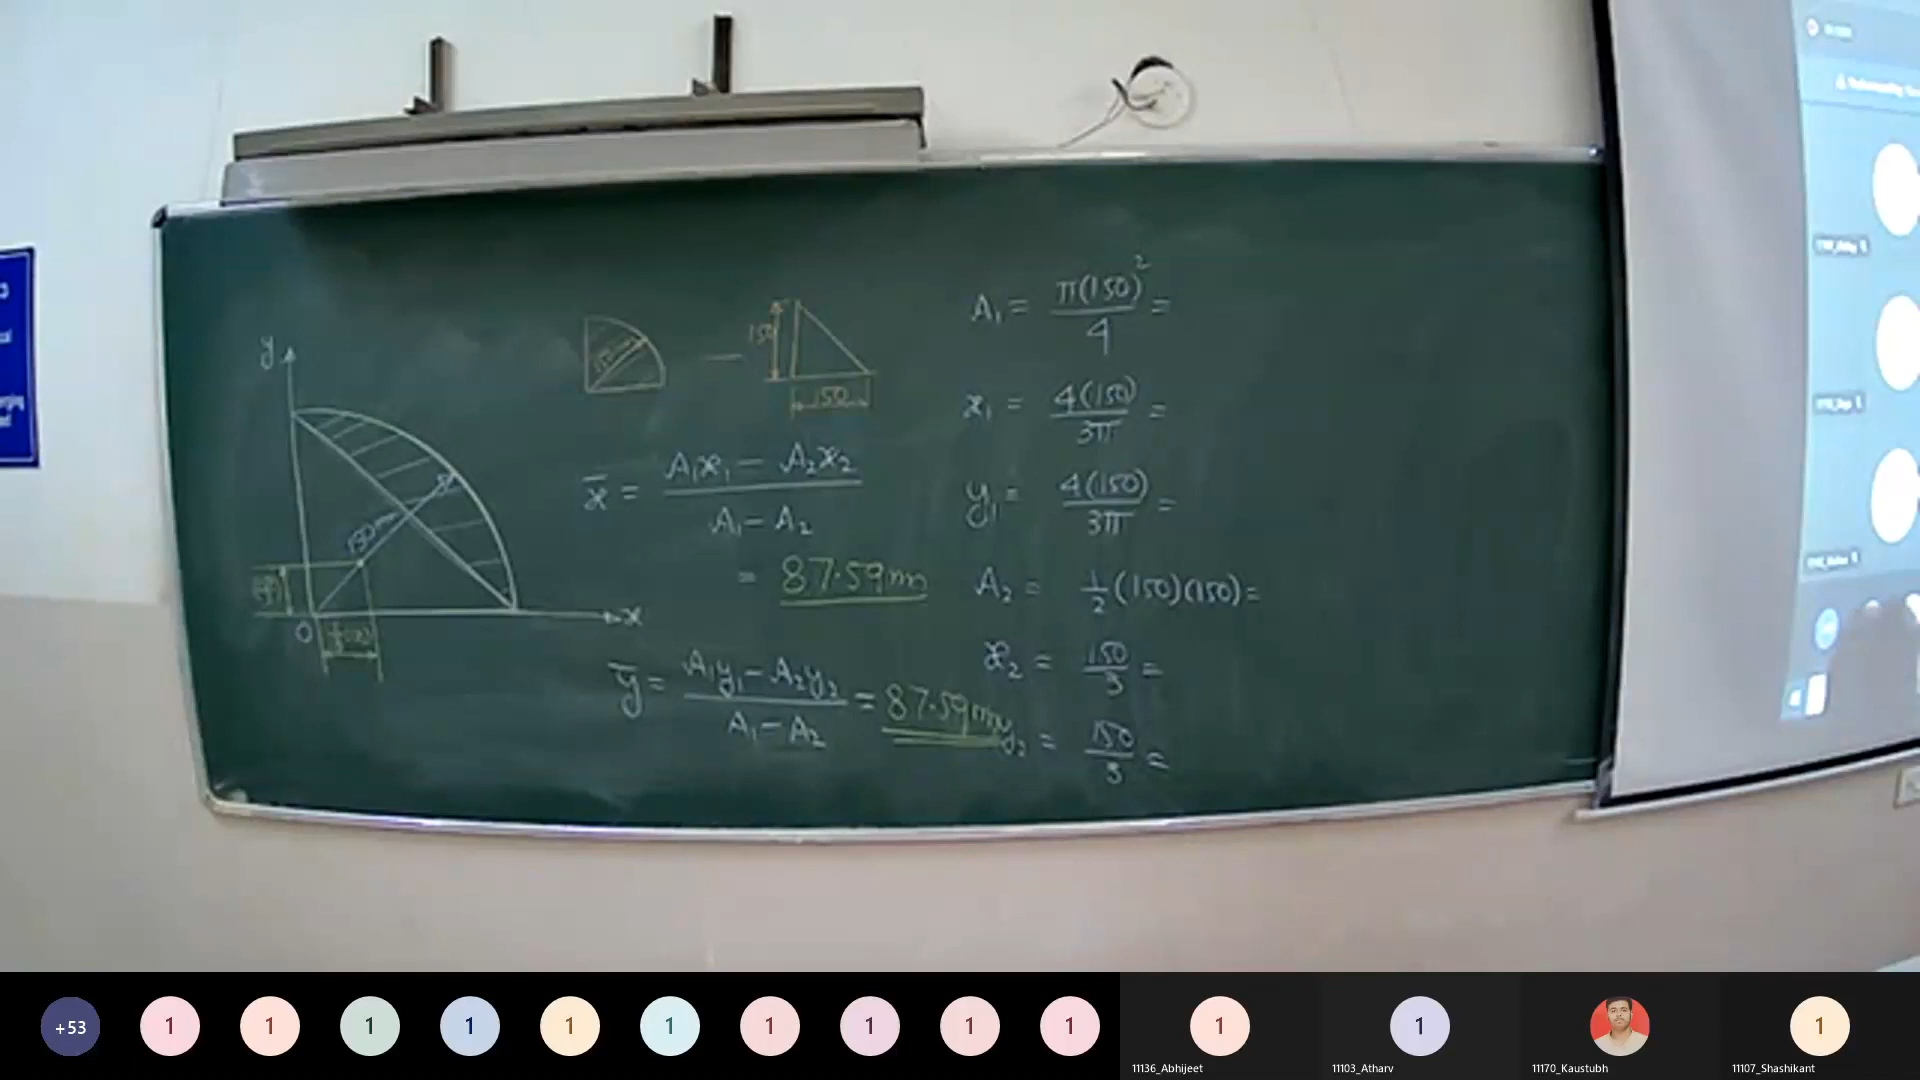 y
150mm
O
x
150mm
—
150
150
x̄ = A₁x₁ − A₂x₂ / A₁ − A₂
= 87.59mm
ȳ = A₁y₁ − A₂y₂ / A₁ − A₂ = 87.59mm
A₁ = π(150)² / 4 =
x₁ = 4(150) / 3π =
y₁ = 4(150) / 3π =
A₂ = ½(150)(150) =
x₂ = 150 / 3 =
y₂ = 150 / 3 =
+53
1
1
1
1
1
1
1
1
1
1
1
1
1
11136_Abhijeet
11103_Atharv
11170_Kaustubh
11107_Shashikant